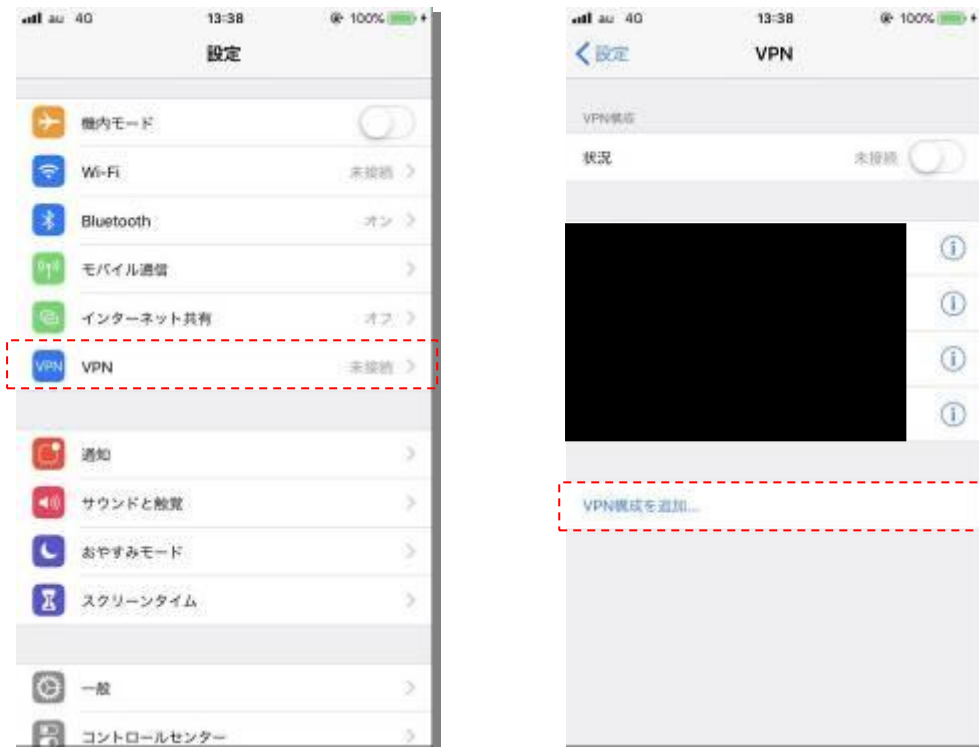 au 4G 13:38 100%
設定
機内モード
Wi-Fi 未接続
Bluetooth オン
モバイル通信
インターネット共有 オフ
VPN VPN 未接続
通知
サウンドと触覚
おやすみモード
スクリーンタイム
一般
コントロールセンター
au 4G 13:38 100%
設定 VPN
VPN構成
状況 未接続
VPN構成を追加...